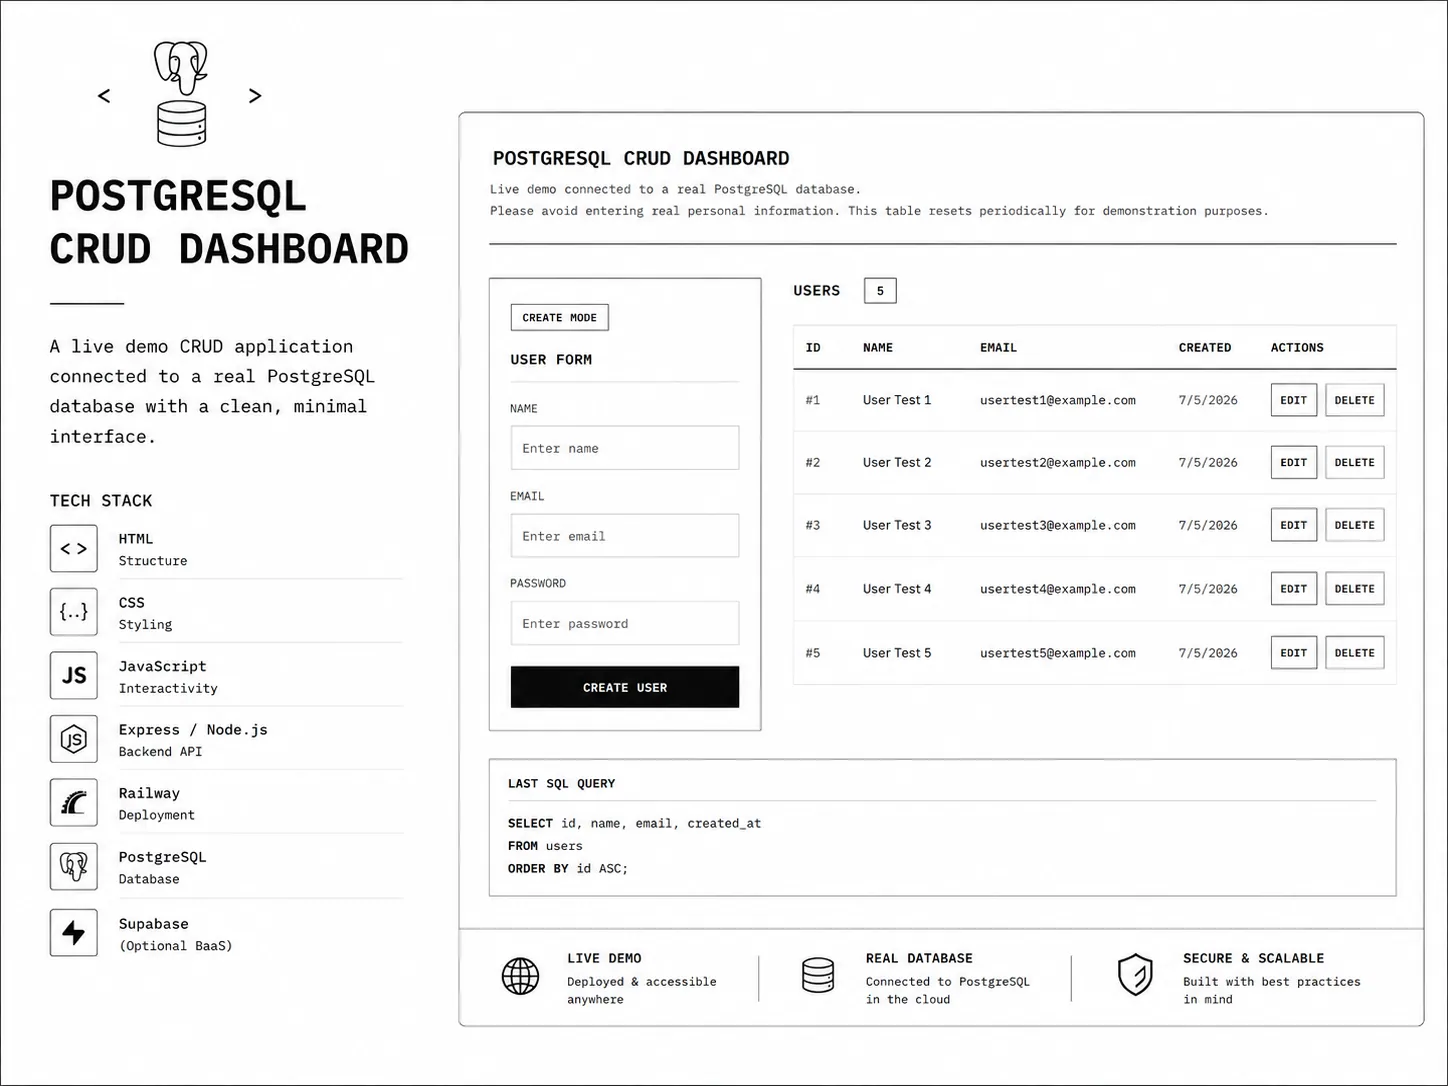 < >
POSTGRESQL
CRUD DASHBOARD
A live demo CRUD application
connected to a real PostgreSQL
database with a clean, minimal
interface.
TECH STACK
< >
HTML
Structure
{..}
CSS
Styling
JS
JavaScript
Interactivity
JS
Express / Node.js
Backend API
Railway
Deployment
PostgreSQL
Database
Supabase
(Optional BaaS)
POSTGRESQL CRUD DASHBOARD
Live demo connected to a real PostgreSQL database.
Please avoid entering real personal information. This table resets periodically for demonstration purposes.
CREATE MODE
USER FORM
NAME
Enter name
EMAIL
Enter email
PASSWORD
Enter password
CREATE USER
USERS 5
ID NAME EMAIL CREATED ACTIONS
#1 User Test 1 usertest1@example.com 7/5/2026 EDIT DELETE
#2 User Test 2 usertest2@example.com 7/5/2026 EDIT DELETE
#3 User Test 3 usertest3@example.com 7/5/2026 EDIT DELETE
#4 User Test 4 usertest4@example.com 7/5/2026 EDIT DELETE
#5 User Test 5 usertest5@example.com 7/5/2026 EDIT DELETE
LAST SQL QUERY
SELECT id, name, email, created_at
FROM users
ORDER BY id ASC;
LIVE DEMO
Deployed & accessible
anywhere
REAL DATABASE
Connected to PostgreSQL
in the cloud
SECURE & SCALABLE
Built with best practices
in mind